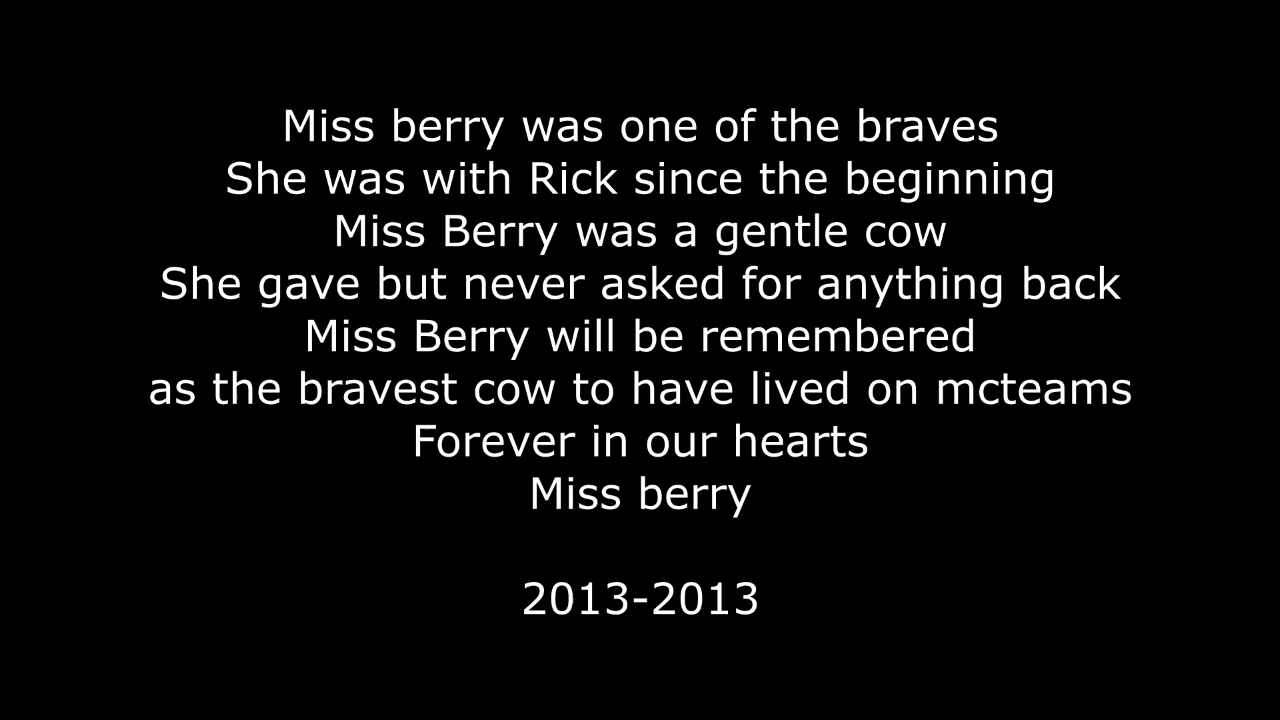 Miss berry was one of the braves
She was with Rick since the beginning
Miss Berry was a gentle cow
She gave but never asked for anything back
Miss Berry will be remembered
as the bravest cow to have lived on mcteams
Forever in our hearts
Miss berry
2013-2013